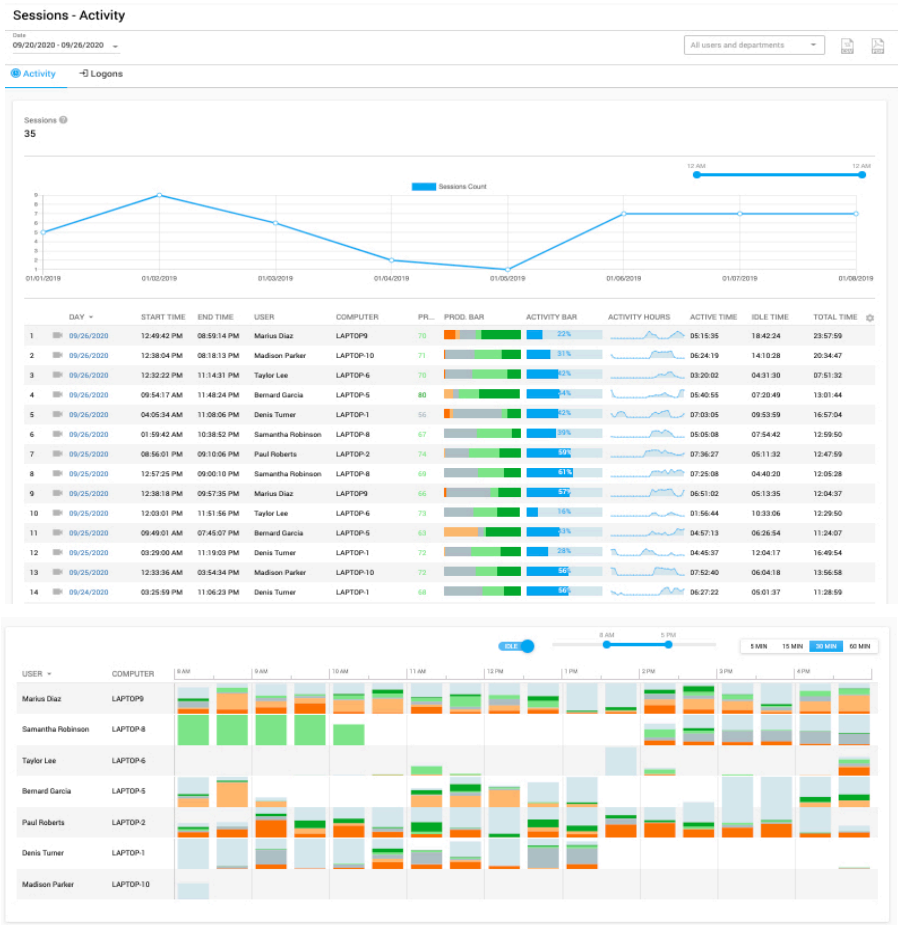 Sessions - Activity
Date
09/20/2020 - 09/26/2020
All users and departments
Activity Logons
Sessions
35
12 AM 12 AM
Sessions Count
9
8
7
6
5
4
3
2
1
01/01/2019 01/02/2019 01/03/2019 01/04/2019 01/05/2019 01/06/2019 01/07/2019 01/08/2019
DAY START TIME END TIME USER COMPUTER PR... PROD. BAR ACTIVITY BAR ACTIVITY HOURS ACTIVE TIME IDLE TIME TOTAL TIME
1 09/26/2020 12:49:42 PM 08:59:14 PM Marius Diaz LAPTOP9 70 22% 05:15:35 18:42:24 23:57:59
2 09/26/2020 12:38:04 PM 08:18:13 PM Madison Parker LAPTOP-10 71 31% 06:24:19 14:10:28 20:34:47
3 09/26/2020 12:32:22 PM 11:14:31 PM Taylor Lee LAPTOP-6 70 42% 03:20:02 04:31:30 07:51:32
4 09/26/2020 09:54:17 AM 11:48:24 PM Bernard Garcia LAPTOP-5 80 05:40:55 07:20:49 13:01:44
5 09/26/2020 04:05:34 AM 11:08:06 PM Denis Turner LAPTOP-1 56 42% 07:03:05 09:53:59 16:57:04
6 09/26/2020 01:59:42 AM 10:38:52 PM Samantha Robinson LAPTOP-8 67 39% 05:05:08 07:54:42 12:59:50
7 09/25/2020 08:56:01 PM 09:10:06 PM Paul Roberts LAPTOP-2 74 59% 07:36:27 05:11:32 12:47:59
8 09/25/2020 12:57:25 PM 09:00:10 PM Samantha Robinson LAPTOP-8 69 61% 07:25:08 04:40:20 12:05:28
9 09/25/2020 12:38:18 PM 09:57:35 PM Marius Diaz LAPTOP9 66 57% 06:51:02 05:13:35 12:04:37
10 09/25/2020 12:03:01 PM 11:51:56 PM Taylor Lee LAPTOP-6 73 16% 01:56:44 10:33:06 12:29:50
11 09/25/2020 09:49:01 AM 07:45:07 PM Bernard Garcia LAPTOP-5 63 04:57:13 06:26:54 11:24:07
12 09/25/2020 03:29:00 AM 11:19:03 PM Denis Turner LAPTOP-1 72 28% 04:45:37 12:04:17 16:49:54
13 09/25/2020 12:33:36 AM 03:54:34 PM Madison Parker LAPTOP-10 72 56% 07:52:40 06:04:18 13:56:58
14 09/24/2020 03:25:59 PM 11:06:23 PM Denis Turner LAPTOP-1 68 56% 06:27:22 05:01:37 11:28:59
IDLE 8 AM 5 PM 5 MIN 15 MIN 30 MIN 60 MIN
USER COMPUTER 8 AM 9 AM 10 AM 11 AM 12 PM 1 PM 2 PM 3 PM 4 PM
Marius Diaz LAPTOP9
Samantha Robinson LAPTOP-8
Taylor Lee LAPTOP-6
Bernard Garcia LAPTOP-5
Paul Roberts LAPTOP-2
Denis Turner LAPTOP-1
Madison Parker LAPTOP-10